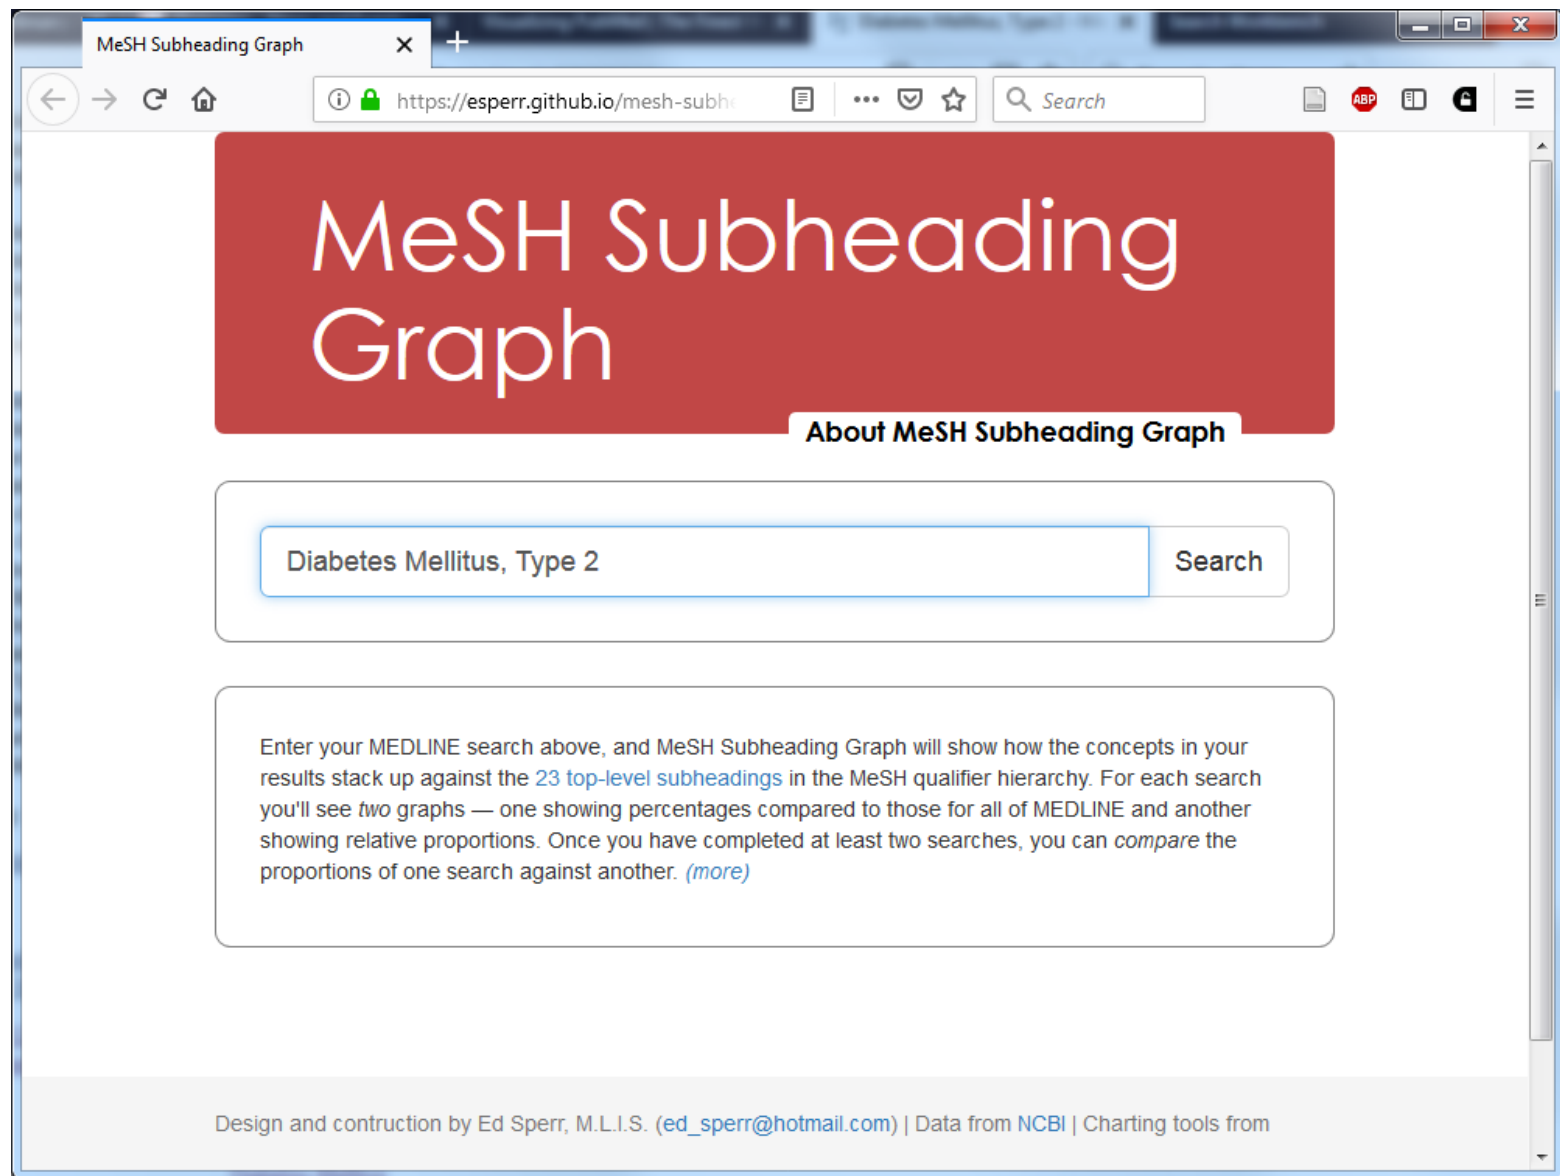 MeSH Subheading Graph
https://esperr.github.io/mesh-subhe
Search
ABP
MeSH Subheading
Graph
About MeSH Subheading Graph
Diabetes Mellitus, Type 2
Search
Enter your MEDLINE search above, and MeSH Subheading Graph will show how the concepts in your
results stack up against the 23 top-level subheadings in the MeSH qualifier hierarchy. For each search
you'll see two graphs — one showing percentages compared to those for all of MEDLINE and another
showing relative proportions. Once you have completed at least two searches, you can compare the
proportions of one search against another. (more)
Design and contruction by Ed Sperr, M.L.I.S. (ed_sperr@hotmail.com) | Data from NCBI | Charting tools from